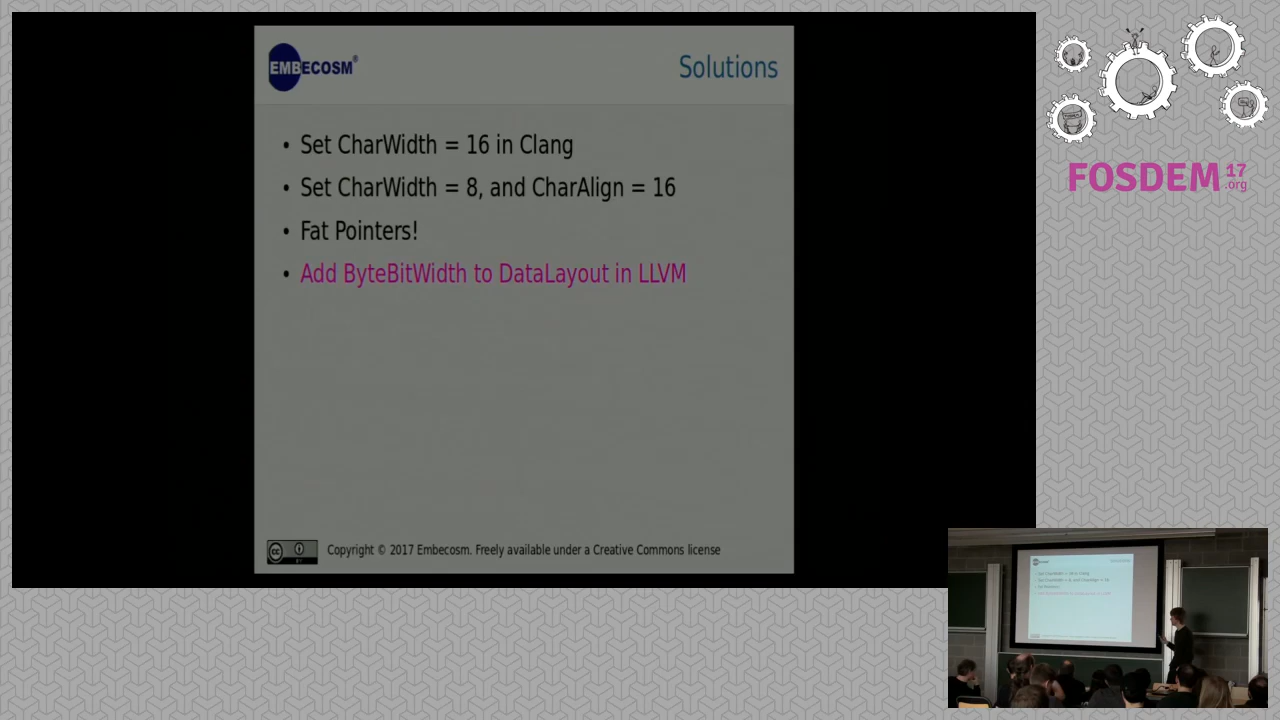 EMBECOSM®
Solutions
• Set CharWidth = 16 in Clang
• Set CharWidth = 8, and CharAlign = 16
• Fat Pointers!
• Add ByteBitWidth to DataLayout in LLVM
Copyright © 2017 Embecosm. Freely available under a Creative Commons license
FOSDEM 17
.org